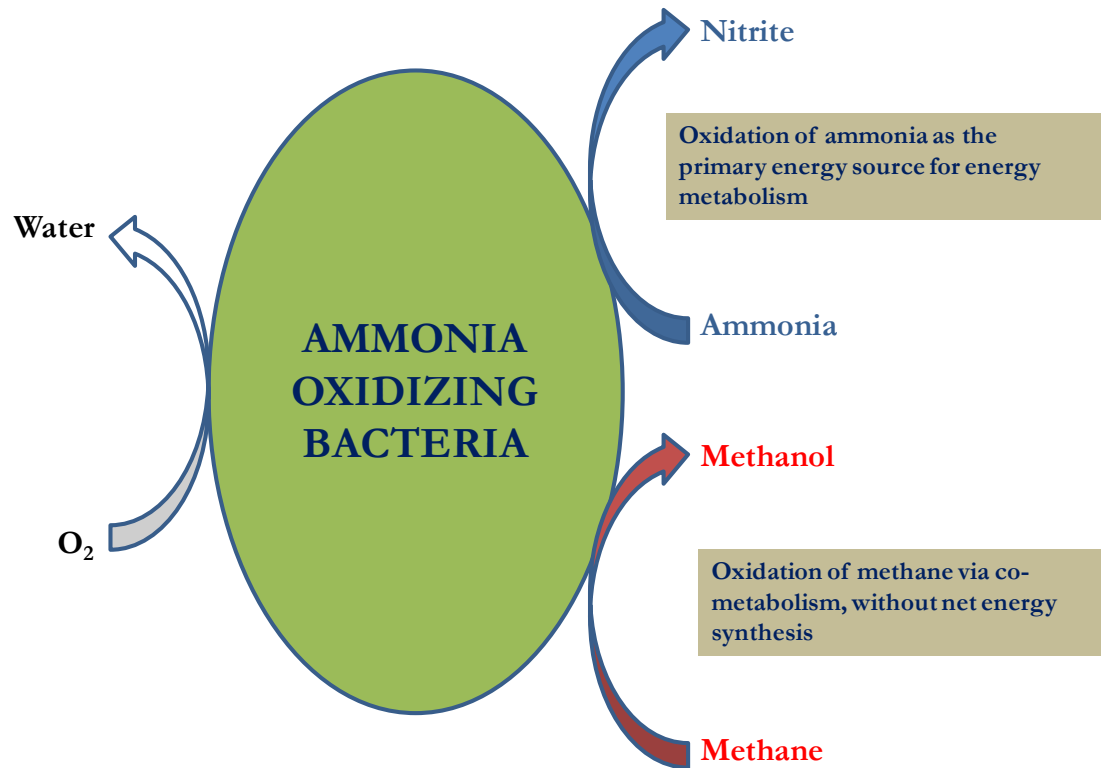 Nitrite
Oxidation of ammonia as the
primary energy source for energy
metabolism
Water
Ammonia
AMMONIA
OXIDIZING
BACTERIA
Methanol
O₂
Oxidation of methane via co-
metabolism, without net energy
synthesis
Methane